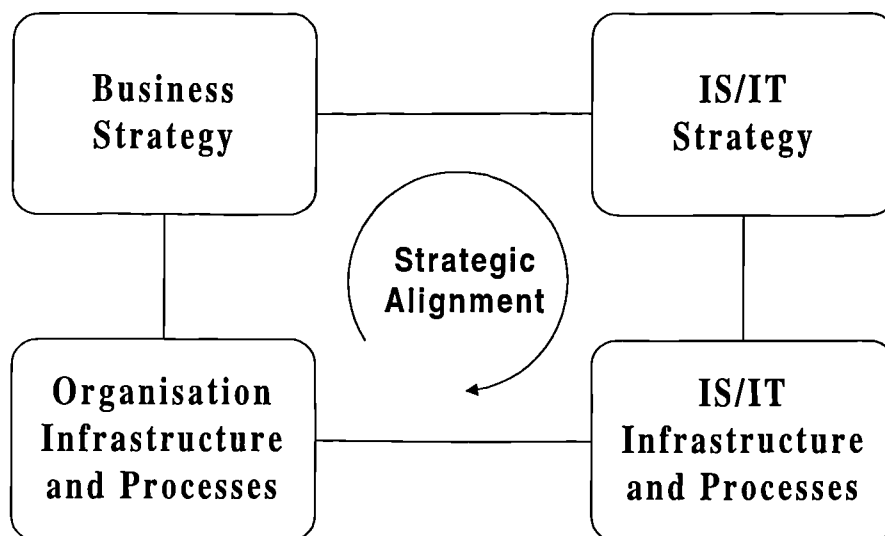 Business
Strategy
IS/IT
Strategy
Strategic
Alignment
Organisation
Infrastructure
and Processes
IS/IT
Infrastructure
and Processes